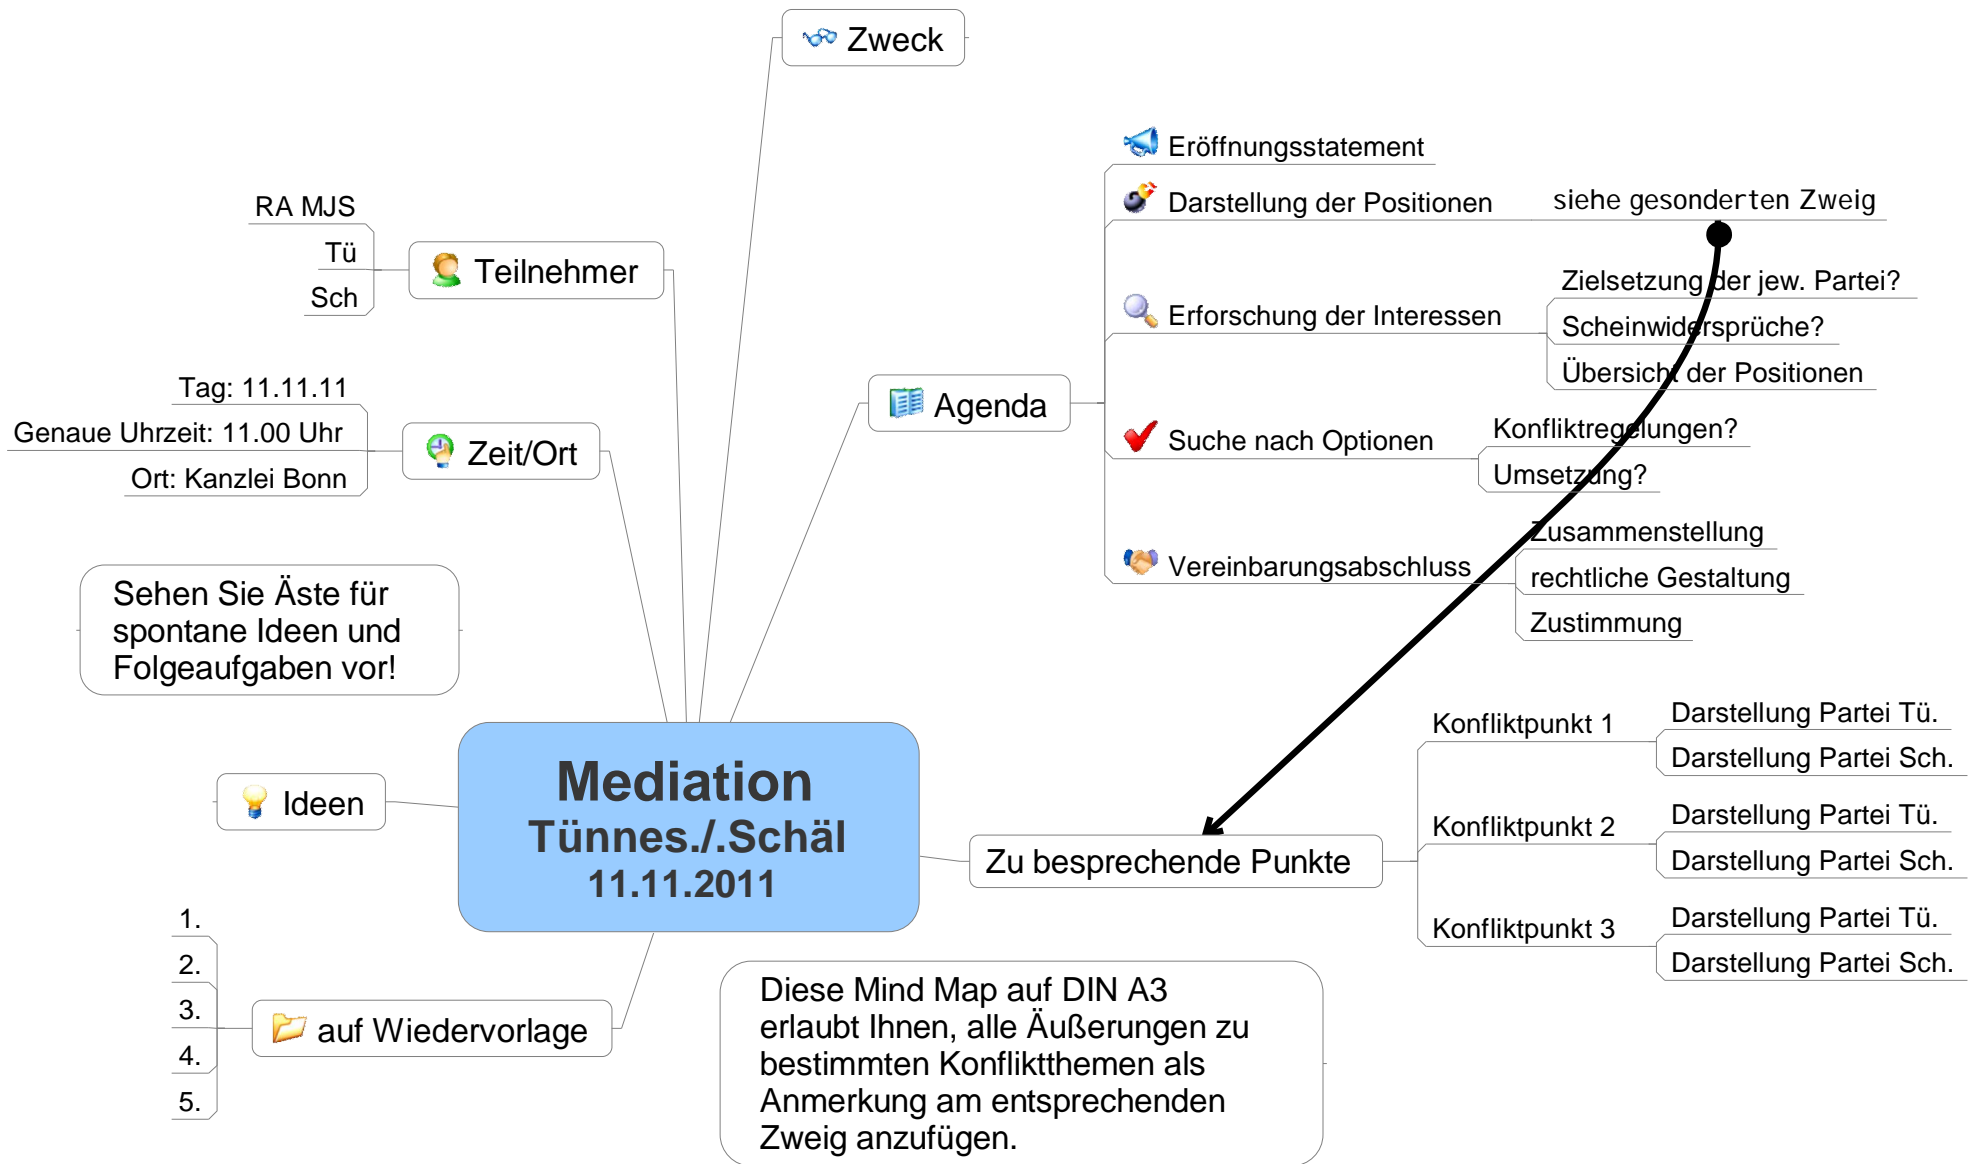 Zweck
Eröffnungsstatement
Darstellung der Positionen
siehe gesonderten Zweig
Erforschung der Interessen
Zielsetzung der jew. Partei?
Scheinwidersprüche?
Übersicht der Positionen
Agenda
Suche nach Optionen
Konfliktregelungen?
Umsetzung?
Vereinbarungsabschluss
Zusammenstellung
rechtliche Gestaltung
Zustimmung
RA MJS
Tü
Sch
Teilnehmer
Tag: 11.11.11
Genaue Uhrzeit: 11.00 Uhr
Ort: Kanzlei Bonn
Zeit/Ort
Sehen Sie Äste für
spontane Ideen und
Folgeaufgaben vor!
Ideen
Mediation
Tünnes./.Schäl
11.11.2011
Zu besprechende Punkte
Konfliktpunkt 1
Darstellung Partei Tü.
Darstellung Partei Sch.
Konfliktpunkt 2
Darstellung Partei Tü.
Darstellung Partei Sch.
Konfliktpunkt 3
Darstellung Partei Tü.
Darstellung Partei Sch.
1.
2.
3.
4.
5.
auf Wiedervorlage
Diese Mind Map auf DIN A3
erlaubt Ihnen, alle Äußerungen zu
bestimmten Konfliktthemen als
Anmerkung am entsprechenden
Zweig anzufügen.